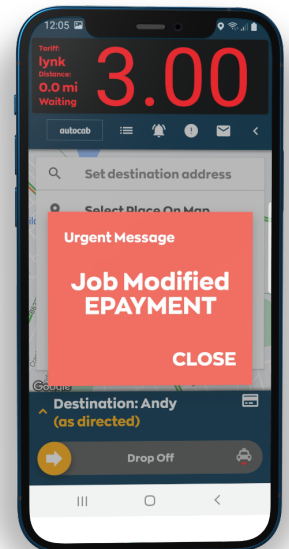 12:05
Tariff:
lynk
Distance:
0.0 mi
Waiting
3.00
autocab
Set destination address
Select Place On Map
Urgent Message
Job Modified
EPAYMENT
CLOSE
Google
Destination: Andy
(as directed)
Drop Off